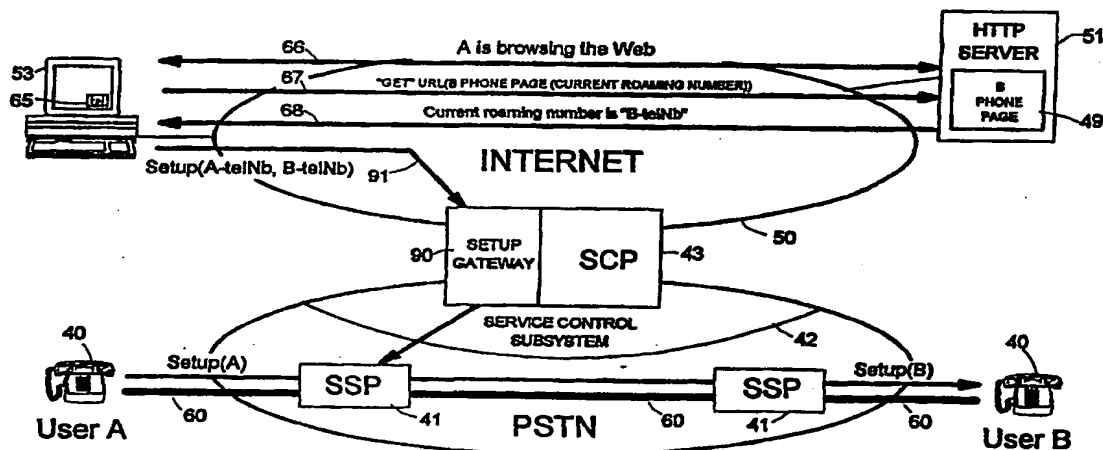 66
A is browsing the Web
HTTP
SERVER
51
53
67
"GET" URL(B PHONE PAGE (CURRENT ROAMING NUMBER))
65
68
Current roaming number is "B-telNb"
B
PHONE
PAGE
49
Setup(A-telNb, B-telNb)
91
INTERNET
50
90
SETUP
GATEWAY
SCP
43
SERVICE CONTROL
SUBSYSTEM
42
40
Setup(A)
SSP
SSP
Setup(B)
40
60
41
60
41
60
User A
PSTN
User B